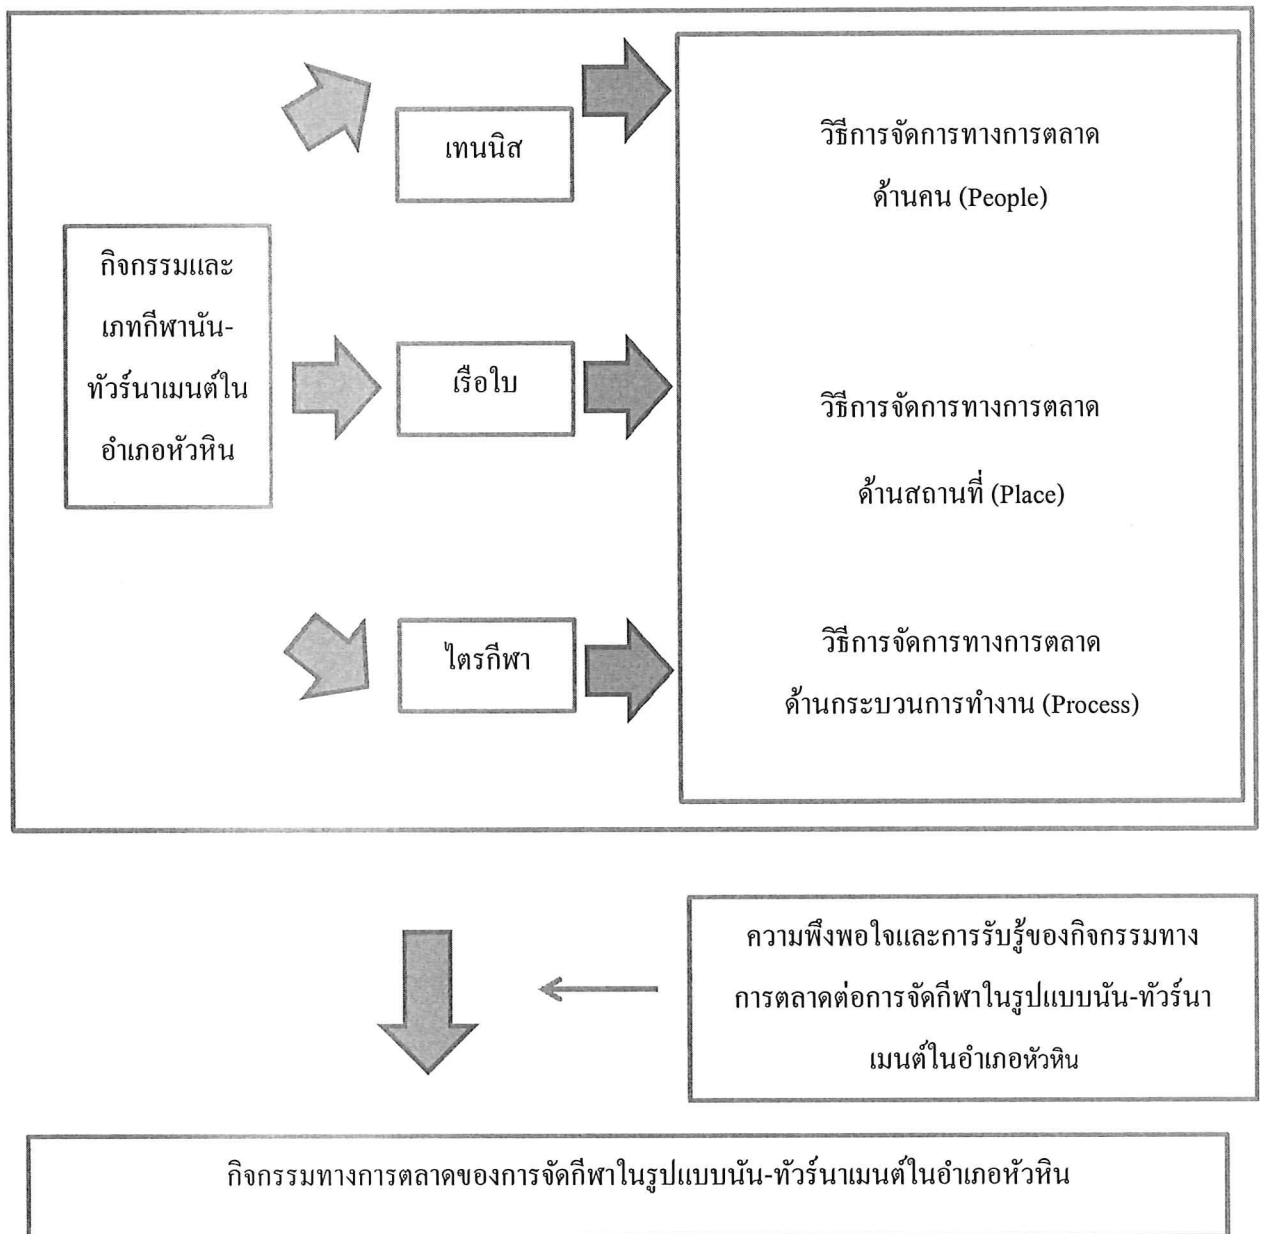 เทนนิส
วิธีการจัดการทางการตลาด
ด้านคน (People)
กิจกรรมและ
เภทกีฬานัน-
ทัวร์นาเมนต์ใน
อำเภอหัวหิน
เรือใบ
วิธีการจัดการทางการตลาด
ด้านสถานที่ (Place)
ไตรกีฬา
วิธีการจัดการทางการตลาด
ด้านกระบวนการทำงาน (Process)
ความพึงพอใจและการรับรู้ของกิจกรรมทาง
การตลาดต่อการจัดกีฬาในรูปแบบนัน-ทัวร์นา
เมนต์ในอำเภอหัวหิน
กิจกรรมทางการตลาดของการจัดกีฬาในรูปแบบนัน-ทัวร์นาเมนต์ในอำเภอหัวหิน